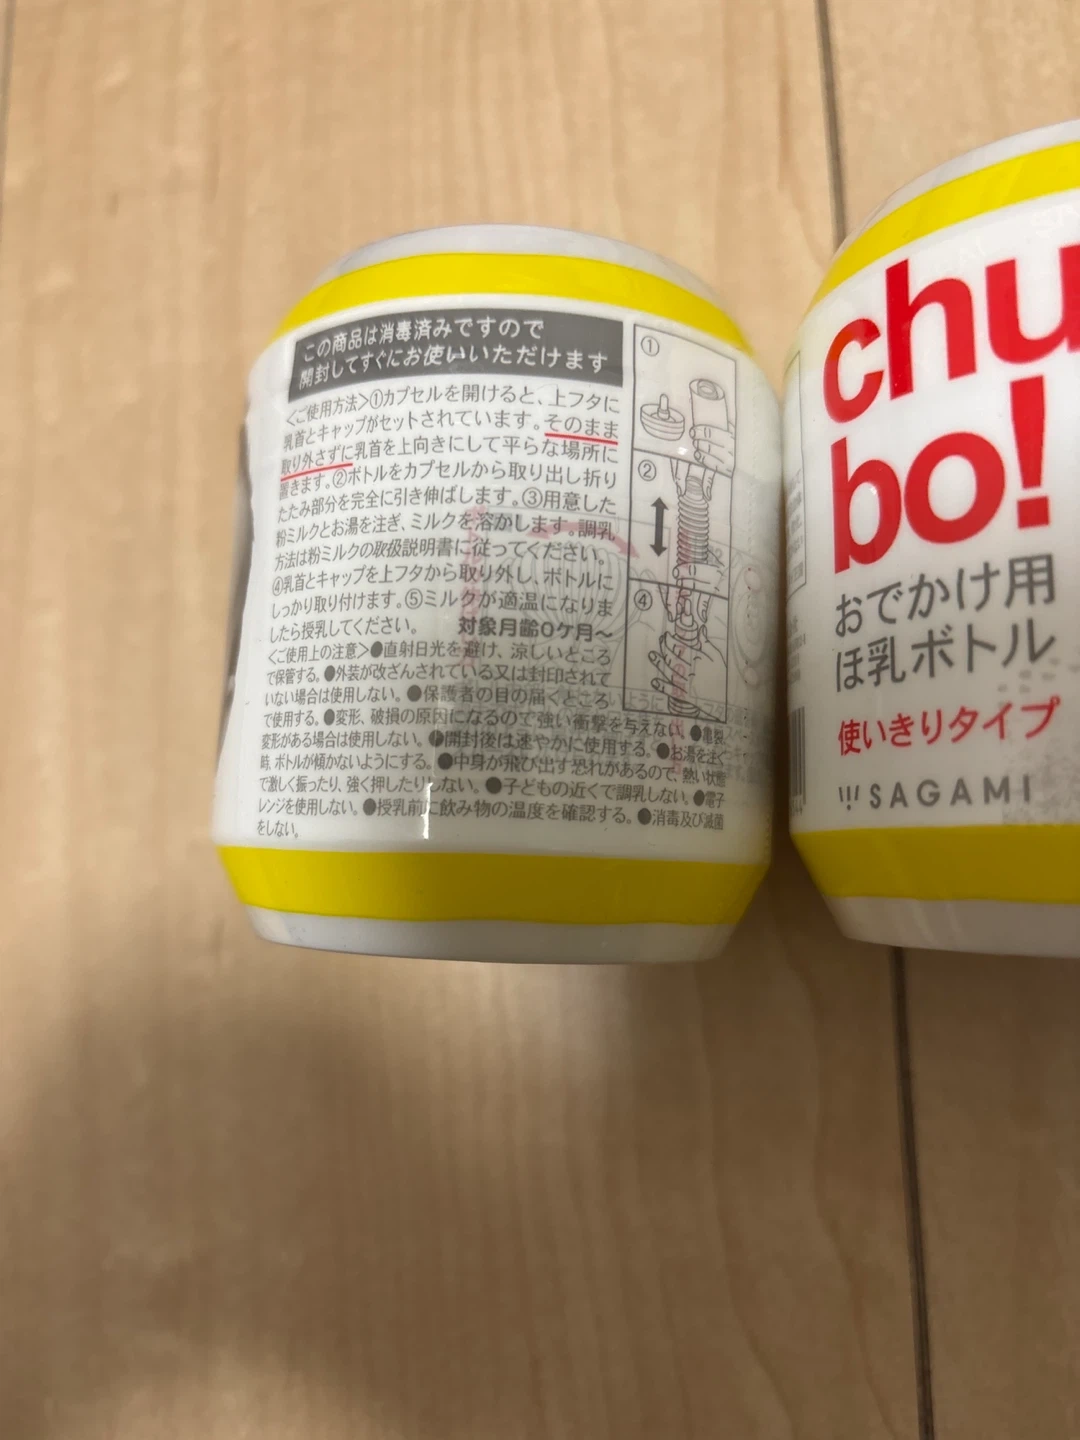 この商品は消毒済みですので
開封してすぐにお使いいただけます
<ご使用方法>①カプセルを開けると、上フタに
乳首とキャップがセットされています。そのまま
取り外さずに乳首を上向きにして平らな場所に
置きます。②ボトルをカプセルから取り出し折り
たたみ部分を完全に引き伸ばします。③用意した
粉ミルクとお湯を注ぎ、ミルクを溶かします。調乳
方法は粉ミルクの取扱説明書に従ってください。
④乳首とキャップを上フタから取り外し、ボトルに
しっかり取り付けます。⑤ミルクが適温になりま
したら授乳してください。 対象月齢0ケ月～
<ご使用上の注意>●直射日光を避け、涼しいところ
で保管する。●外装が改ざんされている又は封印されて
いない場合は使用しない。●保護者の目の届くところ
で使用する。●変形、破損の原因になるので強い衝撃を与えない。●亀裂、
変形がある場合は使用しない。●開封後は速やかに使用する。●お湯を注ぐ
時、ボトルが傾かないようにする。●中身が飛び出す恐れがあるので、熱い状態
で激しく振ったり、強く押したりしない。●子どもの近くで調乳しない。●電子
レンジを使用しない。●授乳前に飲み物の温度を確認する。●消毒及び滅菌
をしない。
①
②
④
chu
bo!
おでかけ用
ほ乳ボトル
使いきりタイプ
SAGAMI